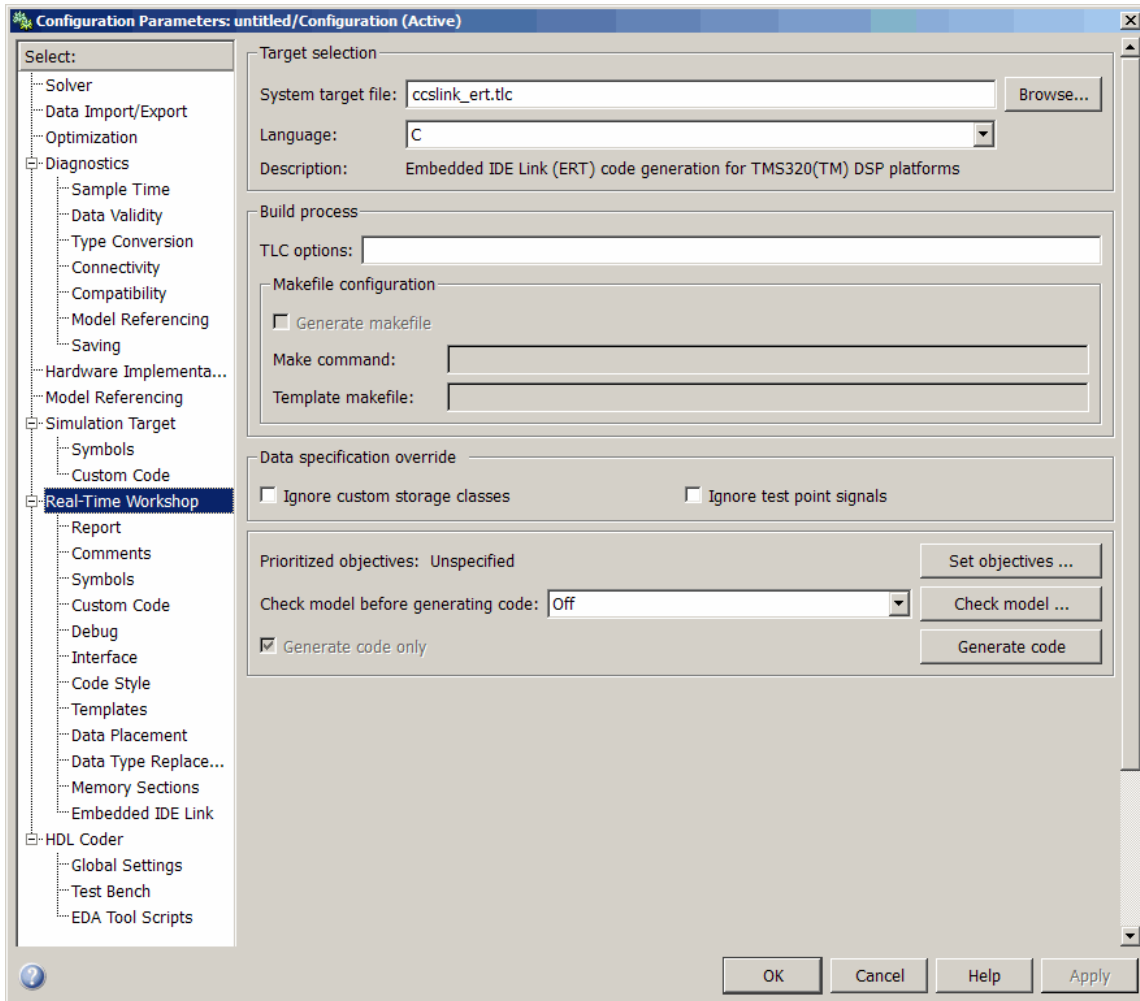 Configuration Parameters: untitled/Configuration (Active)
Select:
Solver
Data Import/Export
Optimization
Diagnostics
Sample Time
Data Validity
Type Conversion
Connectivity
Compatibility
Model Referencing
Saving
Hardware Implementa...
Model Referencing
Simulation Target
Symbols
Custom Code
Real-Time Workshop
Report
Comments
Symbols
Custom Code
Debug
Interface
Code Style
Templates
Data Placement
Data Type Replace...
Memory Sections
Embedded IDE Link
HDL Coder
Global Settings
Test Bench
EDA Tool Scripts
Target selection
System target file: ccslink_ert.tlc Browse...
Language: C
Description: Embedded IDE Link (ERT) code generation for TMS320(TM) DSP platforms
Build process
TLC options:
Makefile configuration
Generate makefile
Make command:
Template makefile:
Data specification override
Ignore custom storage classes Ignore test point signals
Prioritized objectives: Unspecified Set objectives ...
Check model before generating code: Off Check model ...
Generate code only Generate code
? OK Cancel Help Apply